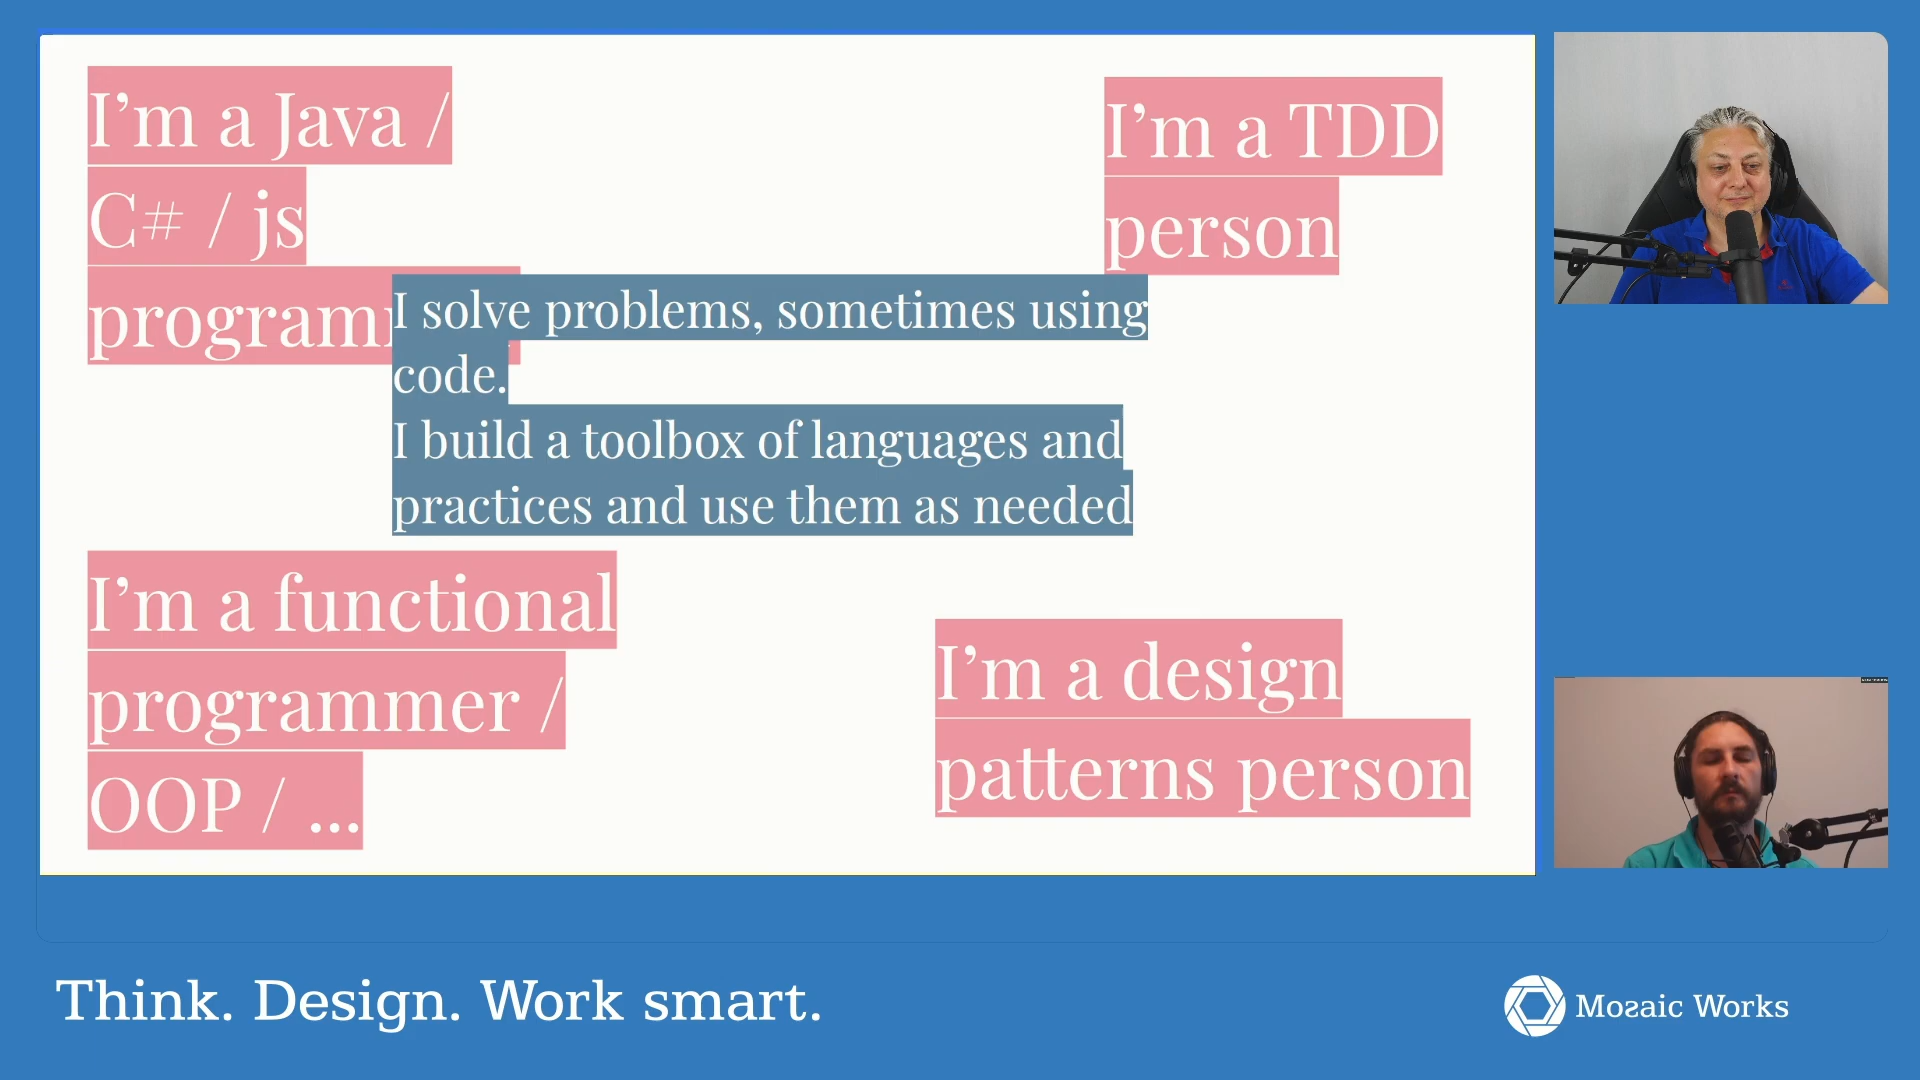 I’m a Java /
C# / js
programm
I’m a TDD
person
I solve problems, sometimes using
code.
I build a toolbox of languages and
practices and use them as needed
I’m a functional
programmer /
OOP / ...
I’m a design
patterns person
Think. Design. Work smart.
Mozaic Works